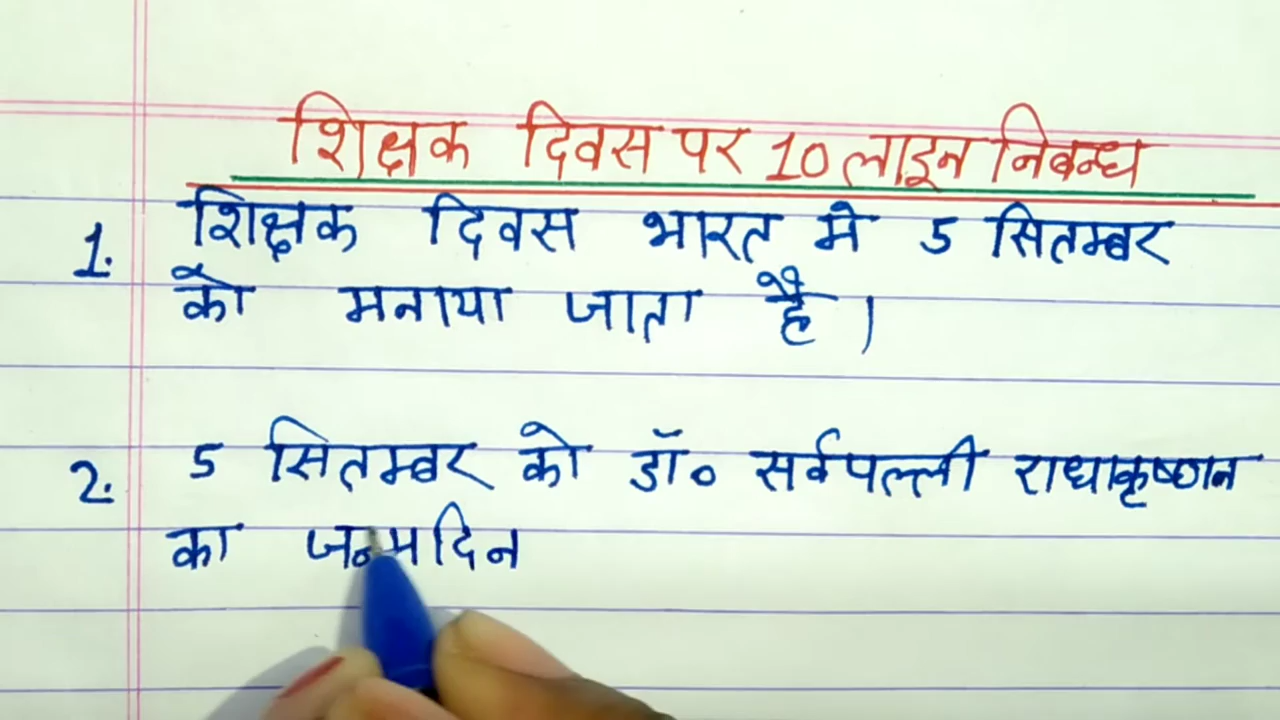 शिक्षक दिवस पर 10 लाइन निबन्ध
1. शिक्षक दिवस भारत मे 5 सितम्बर
को मनाया जाता है।
2. 5 सितम्बर को डॉ० सर्वपल्ली राधाकृष्णन
का जन्मदिन